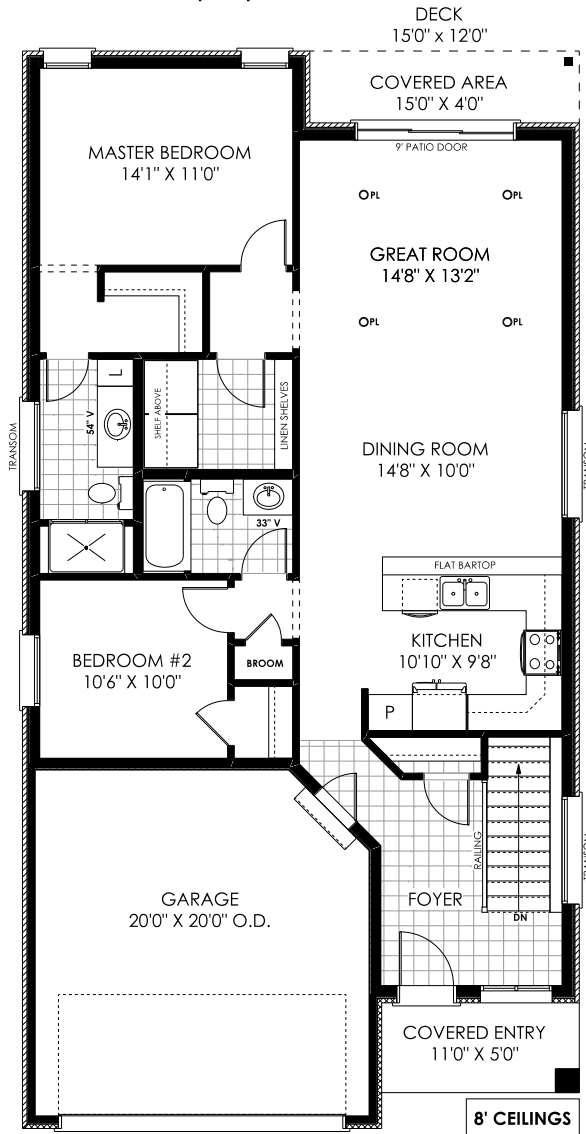 DECK
15'0" x 12'0"
COVERED AREA
15'0" X 4'0"
9' PATIO DOOR
MASTER BEDROOM
14'1" X 11'0"
PL
PL
GREAT ROOM
14'8" X 13'2"
PL
PL
L
54" V
SHELF ABOVE
LINEN SHELVES
TRANSOM
DINING ROOM
14'8" X 10'0"
TRANSOM
33" V
FLAT BARTOP
KITCHEN
10'10" X 9'8"
BEDROOM #2
10'6" X 10'0"
BROOM
P
RAILING
TRANSOM
GARAGE
20'0" X 20'0" O.D.
FOYER
DN
COVERED ENTRY
11'0" X 5'0"
8' CEILINGS